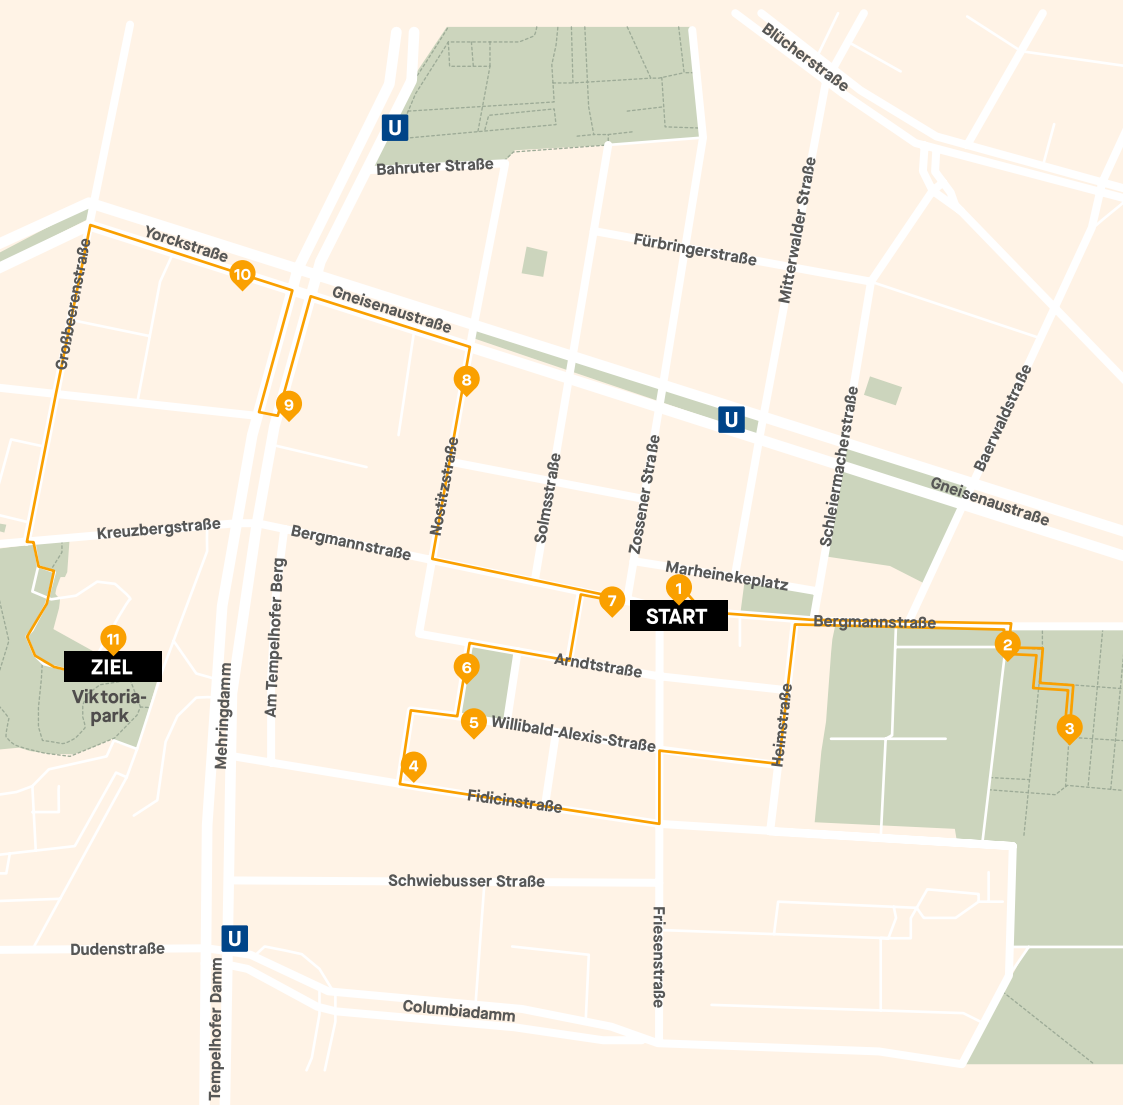 Blücherstraße
U
Bahruter Straße
Mitterwalder Straße
Fürbringerstraße
Yorckstraße
10
Großbeerenstraße
Gneisenaustraße
8
9
U
Baerwaldstraße
Schleiermacherstraße
Gneisenaustraße
Nostitzstraße
Solmsstraße
Zossener Straße
Kreuzbergstraße
Bergmannstraße
Marheinekeplatz
1
START
7
Bergmannstraße
Am Tempelhofer Berg
11
ZIEL
Viktoria-
park
2
6
Arndtstraße
Mehringdamm
Heimstraße
5
Willibald-Alexis-Straße
3
4
Fidicinstraße
Schwiebusser Straße
Friesenstraße
U
Dudenstraße
Tempelhofer Damm
Columbiadamm